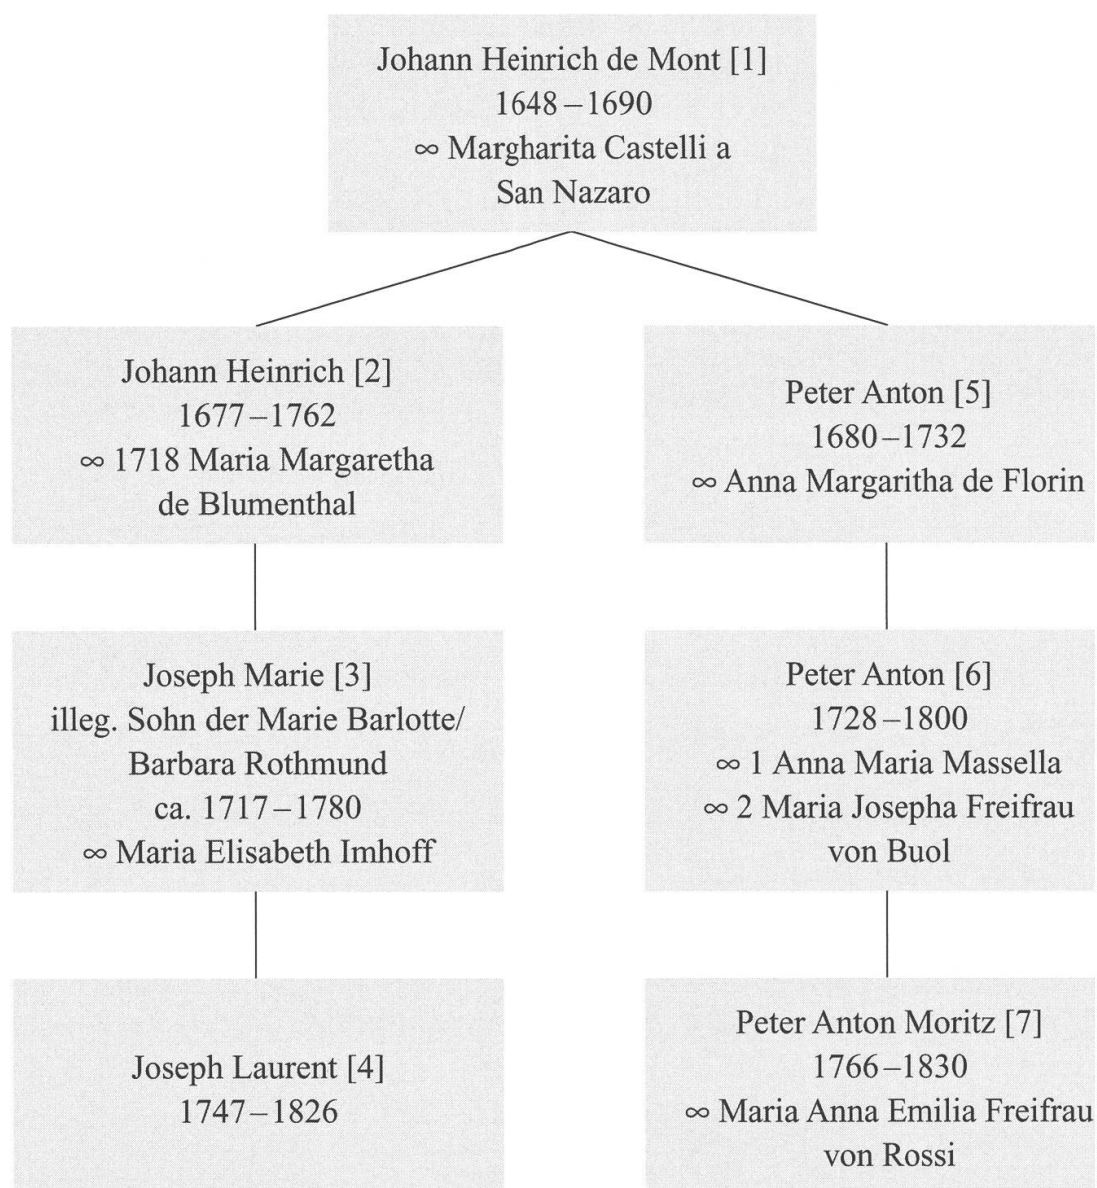 Johann Heinrich de Mont [1]
1648–1690
∞ Margharita Castelli a
San Nazaro
Johann Heinrich [2]
1677–1762
∞ 1718 Maria Margaretha
de Blumenthal
Peter Anton [5]
1680–1732
∞ Anna Margaritha de Florin
Joseph Marie [3]
illeg. Sohn der Marie Barlotte/
Barbara Rothmund
ca. 1717–1780
∞ Maria Elisabeth Imhoff
Peter Anton [6]
1728–1800
∞ 1 Anna Maria Massella
∞ 2 Maria Josepha Freifrau
von Buol
Joseph Laurent [4]
1747–1826
Peter Anton Moritz [7]
1766–1830
∞ Maria Anna Emilia Freifrau
von Rossi